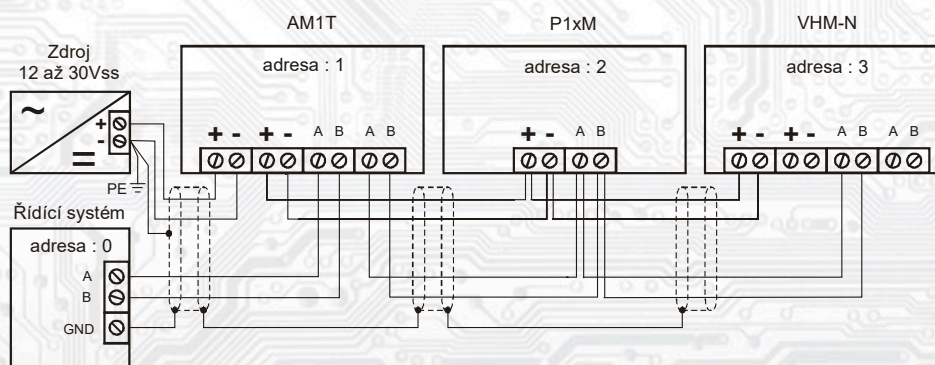 AM1T
P1xM
VHM-N
Zdroj
12 až 30Vss
adresa : 1
adresa : 2
adresa : 3
+ - + - A B A B
+ - A B
+ - + - A B A B
~
+
-
=
PE
Řídící systém
adresa : 0
A
B
GND